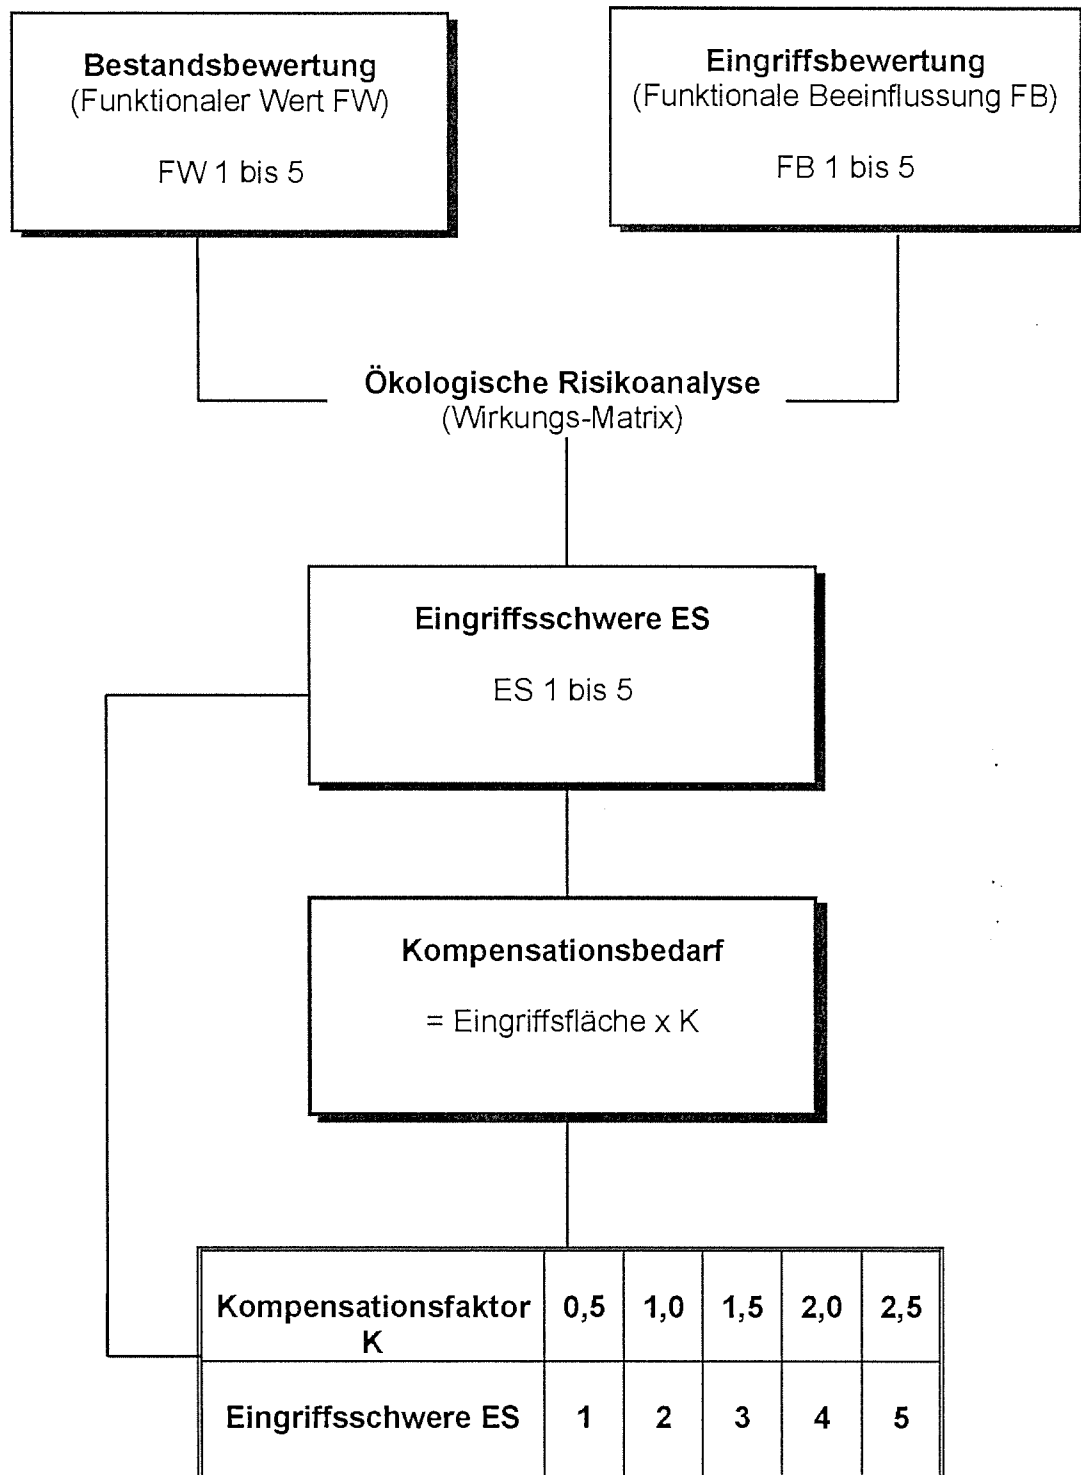 Bestandsbewertung
(Funktionaler Wert FW)
FW 1 bis 5
Eingriffsbewertung
(Funktionale Beeinflussung FB)
FB 1 bis 5
Ökologische Risikoanalyse
(Wirkungs-Matrix)
Eingriffsschwere ES
ES 1 bis 5
Kompensationsbedarf
= Eingriffsfläche x K
Kompensationsfaktor K 0,5 1,0 1,5 2,0 2,5
Eingriffsschwere ES 1 2 3 4 5